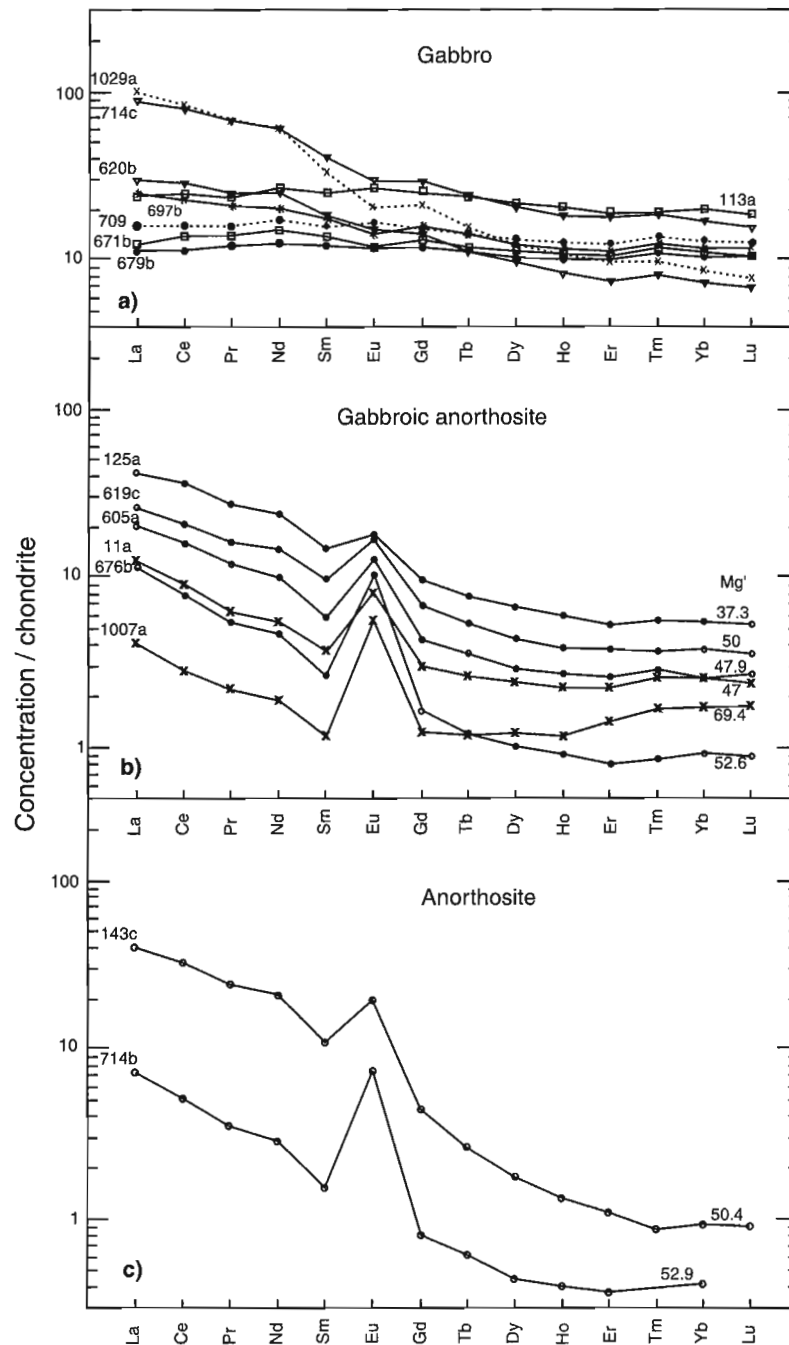 Concentration / chondrite
Gabbro
1029a
100
714c
620b
113a
697b
709
671b
10
679b
a)
La Ce Pr Nd Sm Eu Gd Tb Dy Ho Er Tm Yb Lu
100
Gabbroic anorthosite
125a
619c
605a
11a
10
676b
Mg'
37.3
1007a
50
47.9
47
69.4
1
52.6
b)
La Ce Pr Nd Sm Eu Gd Tb Dy Ho Er Tm Yb Lu
100
Anorthosite
143c
10
714b
1
50.4
52.9
c)
La Ce Pr Nd Sm Eu Gd Tb Dy Ho Er Tm Yb Lu